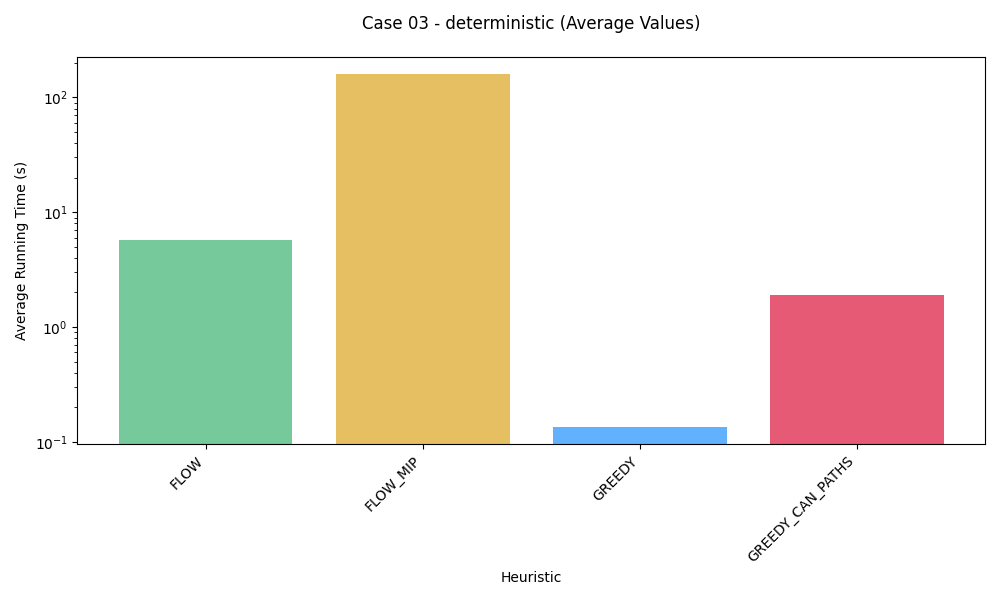 Case 03 - deterministic (Average Values)
Average Running Time (s)
10²
10¹
10⁰
10⁻¹
FLOW
FLOW_MIP
GREEDY
GREEDY_CAN_PATHS
Heuristic